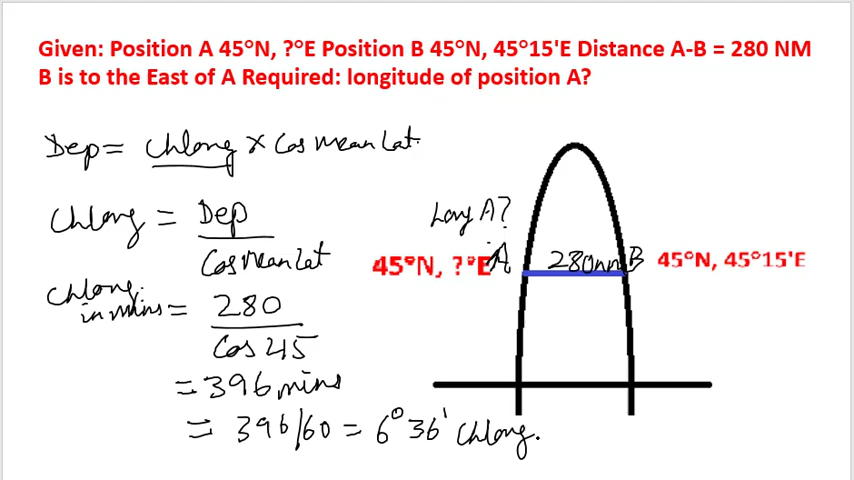 Given: Position A 45°N, ?°E Position B 45°N, 45°15'E Distance A-B = 280 NM
B is to the East of A Required: longitude of position A?
Dep = Chlong × Cos Mean Lat.
Chlong = Dep
Cos Mean Lat
Long A?
45°N, ?°E A 280nm B 45°N, 45°15'E
Chlong.
in mins = 280
Cos 45
= 396 mins
= 396/60 = 6° 36' Chlong.